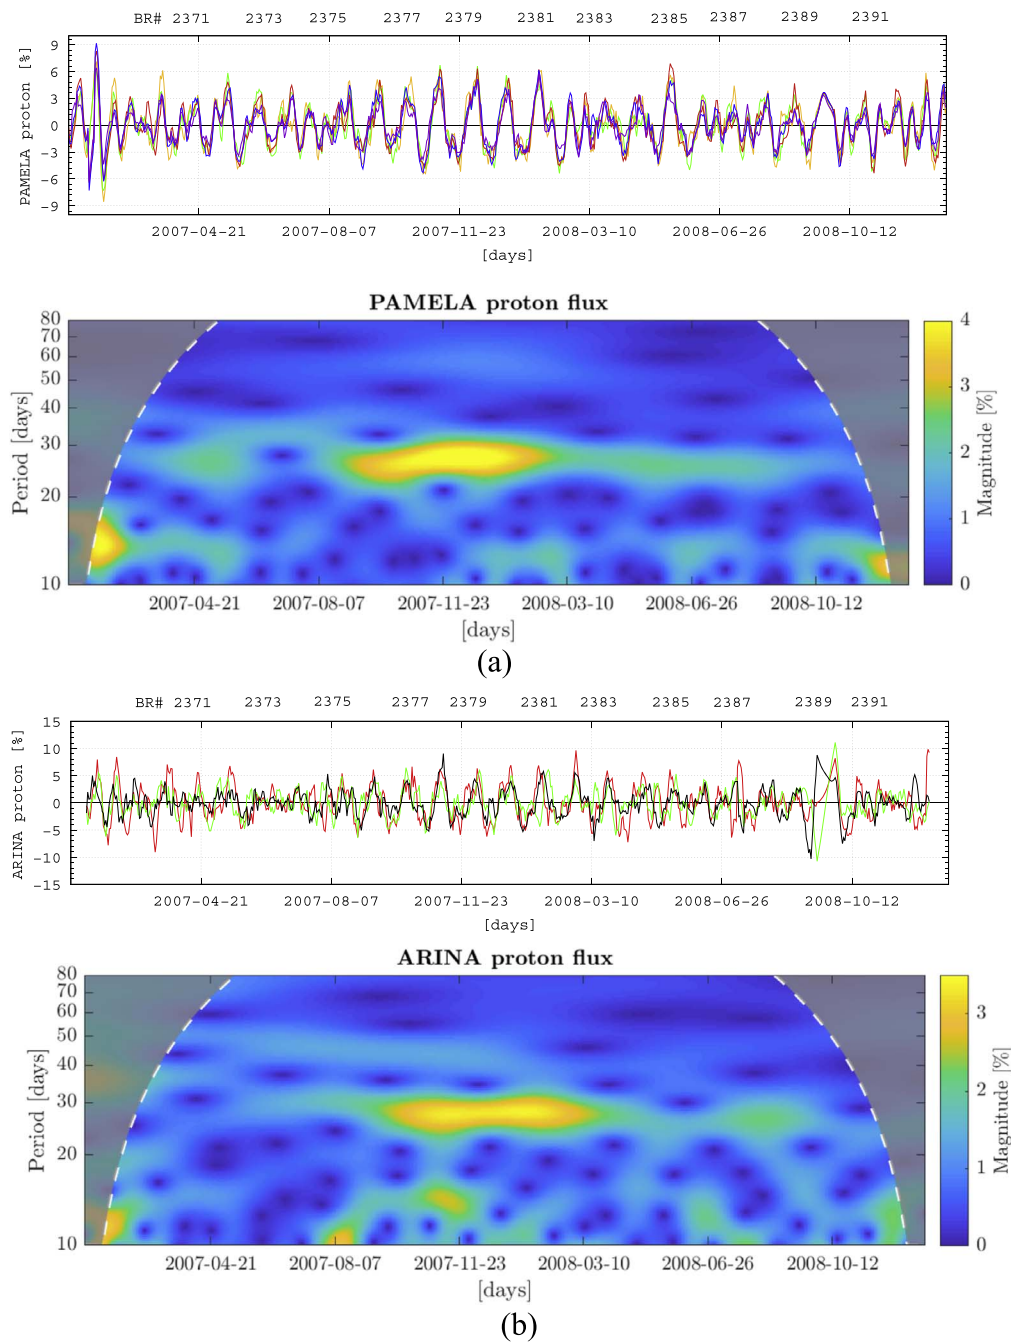 BR# 2371 2373 2375 2377 2379 2381 2383 2385 2387 2389 2391
PAMELA proton [%]
9
6
3
0
−3
−6
−9
2007-04-21 2007-08-07 2007-11-23 2008-03-10 2008-06-26 2008-10-12
[days]
PAMELA proton flux
Period [days]
80
70
60
50
40
30
20
10
4
3
2
1
0
Magnitude [%]
2007-04-21 2007-08-07 2007-11-23 2008-03-10 2008-06-26 2008-10-12
[days]
(a)
BR# 2371 2373 2375 2377 2379 2381 2383 2385 2387 2389 2391
ARINA proton [%]
15
10
5
0
−5
−10
−15
2007-04-21 2007-08-07 2007-11-23 2008-03-10 2008-06-26 2008-10-12
[days]
ARINA proton flux
Period [days]
80
70
60
50
40
30
20
10
3
2
1
0
Magnitude [%]
2007-04-21 2007-08-07 2007-11-23 2008-03-10 2008-06-26 2008-10-12
[days]
(b)